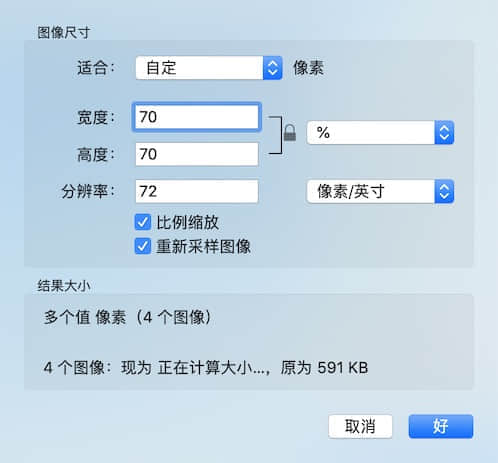 图像尺寸
适合： 自定 像素
宽度： 70
%
高度： 70
分辨率： 72 像素/英寸
比例缩放
重新采样图像
结果大小
多个值 像素（4 个图像）
4 个图像：现为 正在计算大小...，原为 591 KB
取消 好